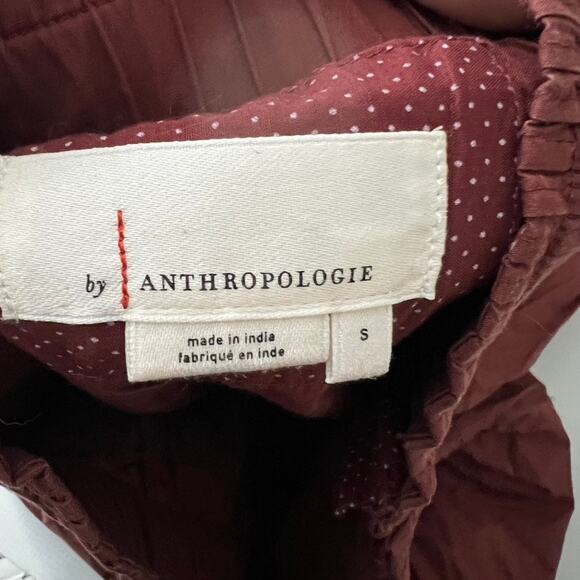 by ANTHROPOLOGIE
made in india
fabriqué en inde
S